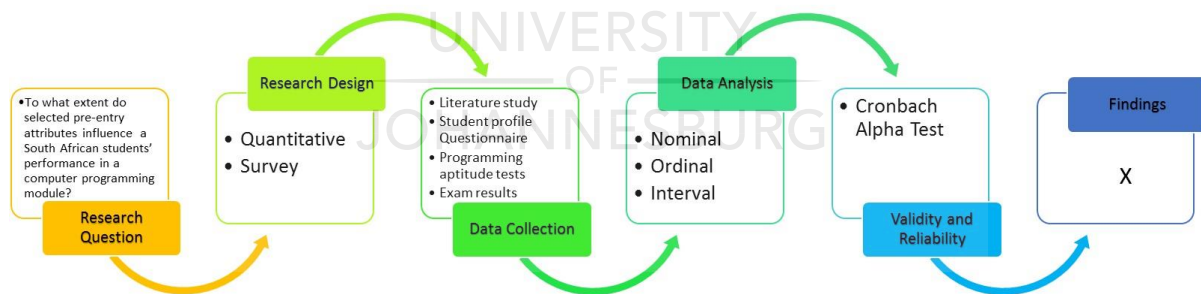 UNIVERSITY
OF
JOHANNESBURG
•To what extent do
selected pre-entry
attributes influence a
South African students'
performance in a
computer programming
module?
Research
Question
Research Design
• Quantitative
• Survey
• Literature study
• Student profile
Questionnaire
• Programming
aptitude tests
• Exam results
Data Collection
Data Analysis
• Nominal
• Ordinal
• Interval
• Cronbach
Alpha Test
Validity and
Reliability
Findings
X